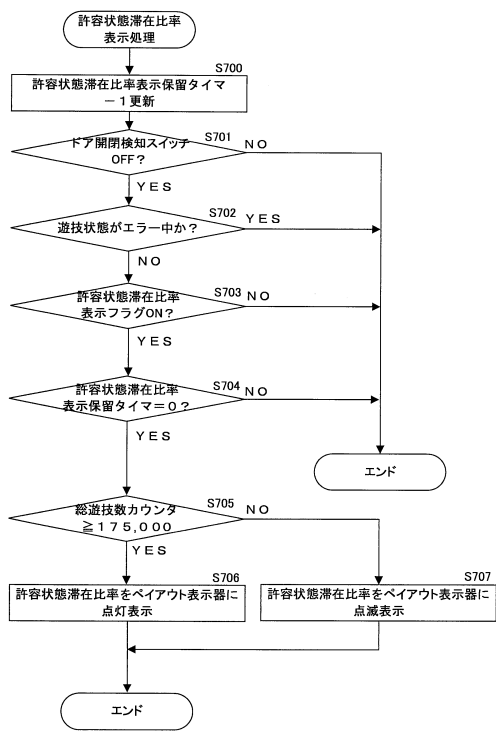 許容状態滞在比率
表示処理
S700
許容状態滞在比率表示保留タイマ
－１更新
S701
ドア開閉検知スイッチ
OFF？
NO
YES
S702
遊技状態がエラー中か？
YES
NO
S703
許容状態滞在比率
表示フラグON？
NO
YES
S704
許容状態滞在比率
表示保留タイマ＝０？
NO
YES
エンド
S705
総遊技数カウンタ
≧１７５,０００
NO
YES
S706
許容状態滞在比率をペイアウト表示器に
点灯表示
S707
許容状態滞在比率をペイアウト表示器に
点滅表示
エンド